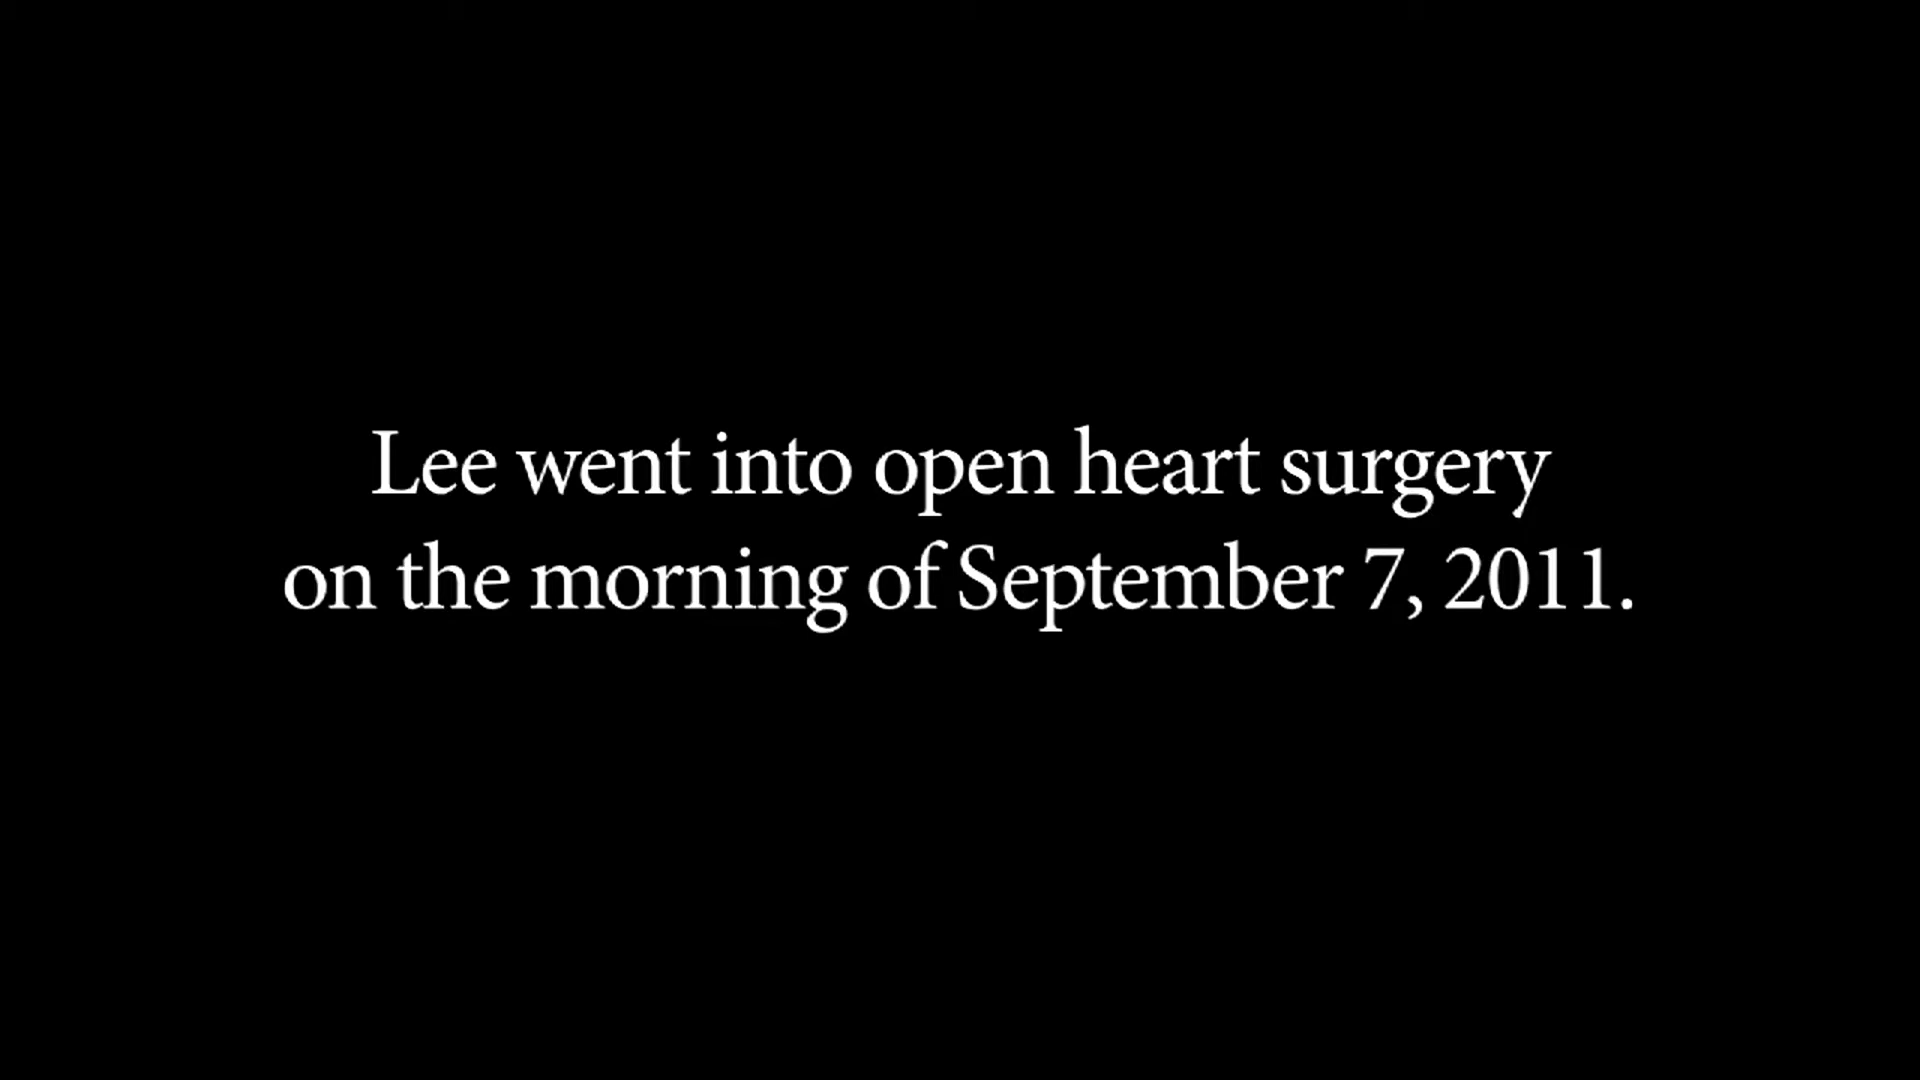 Lee went into open heart surgery
on the morning of September 7, 2011.